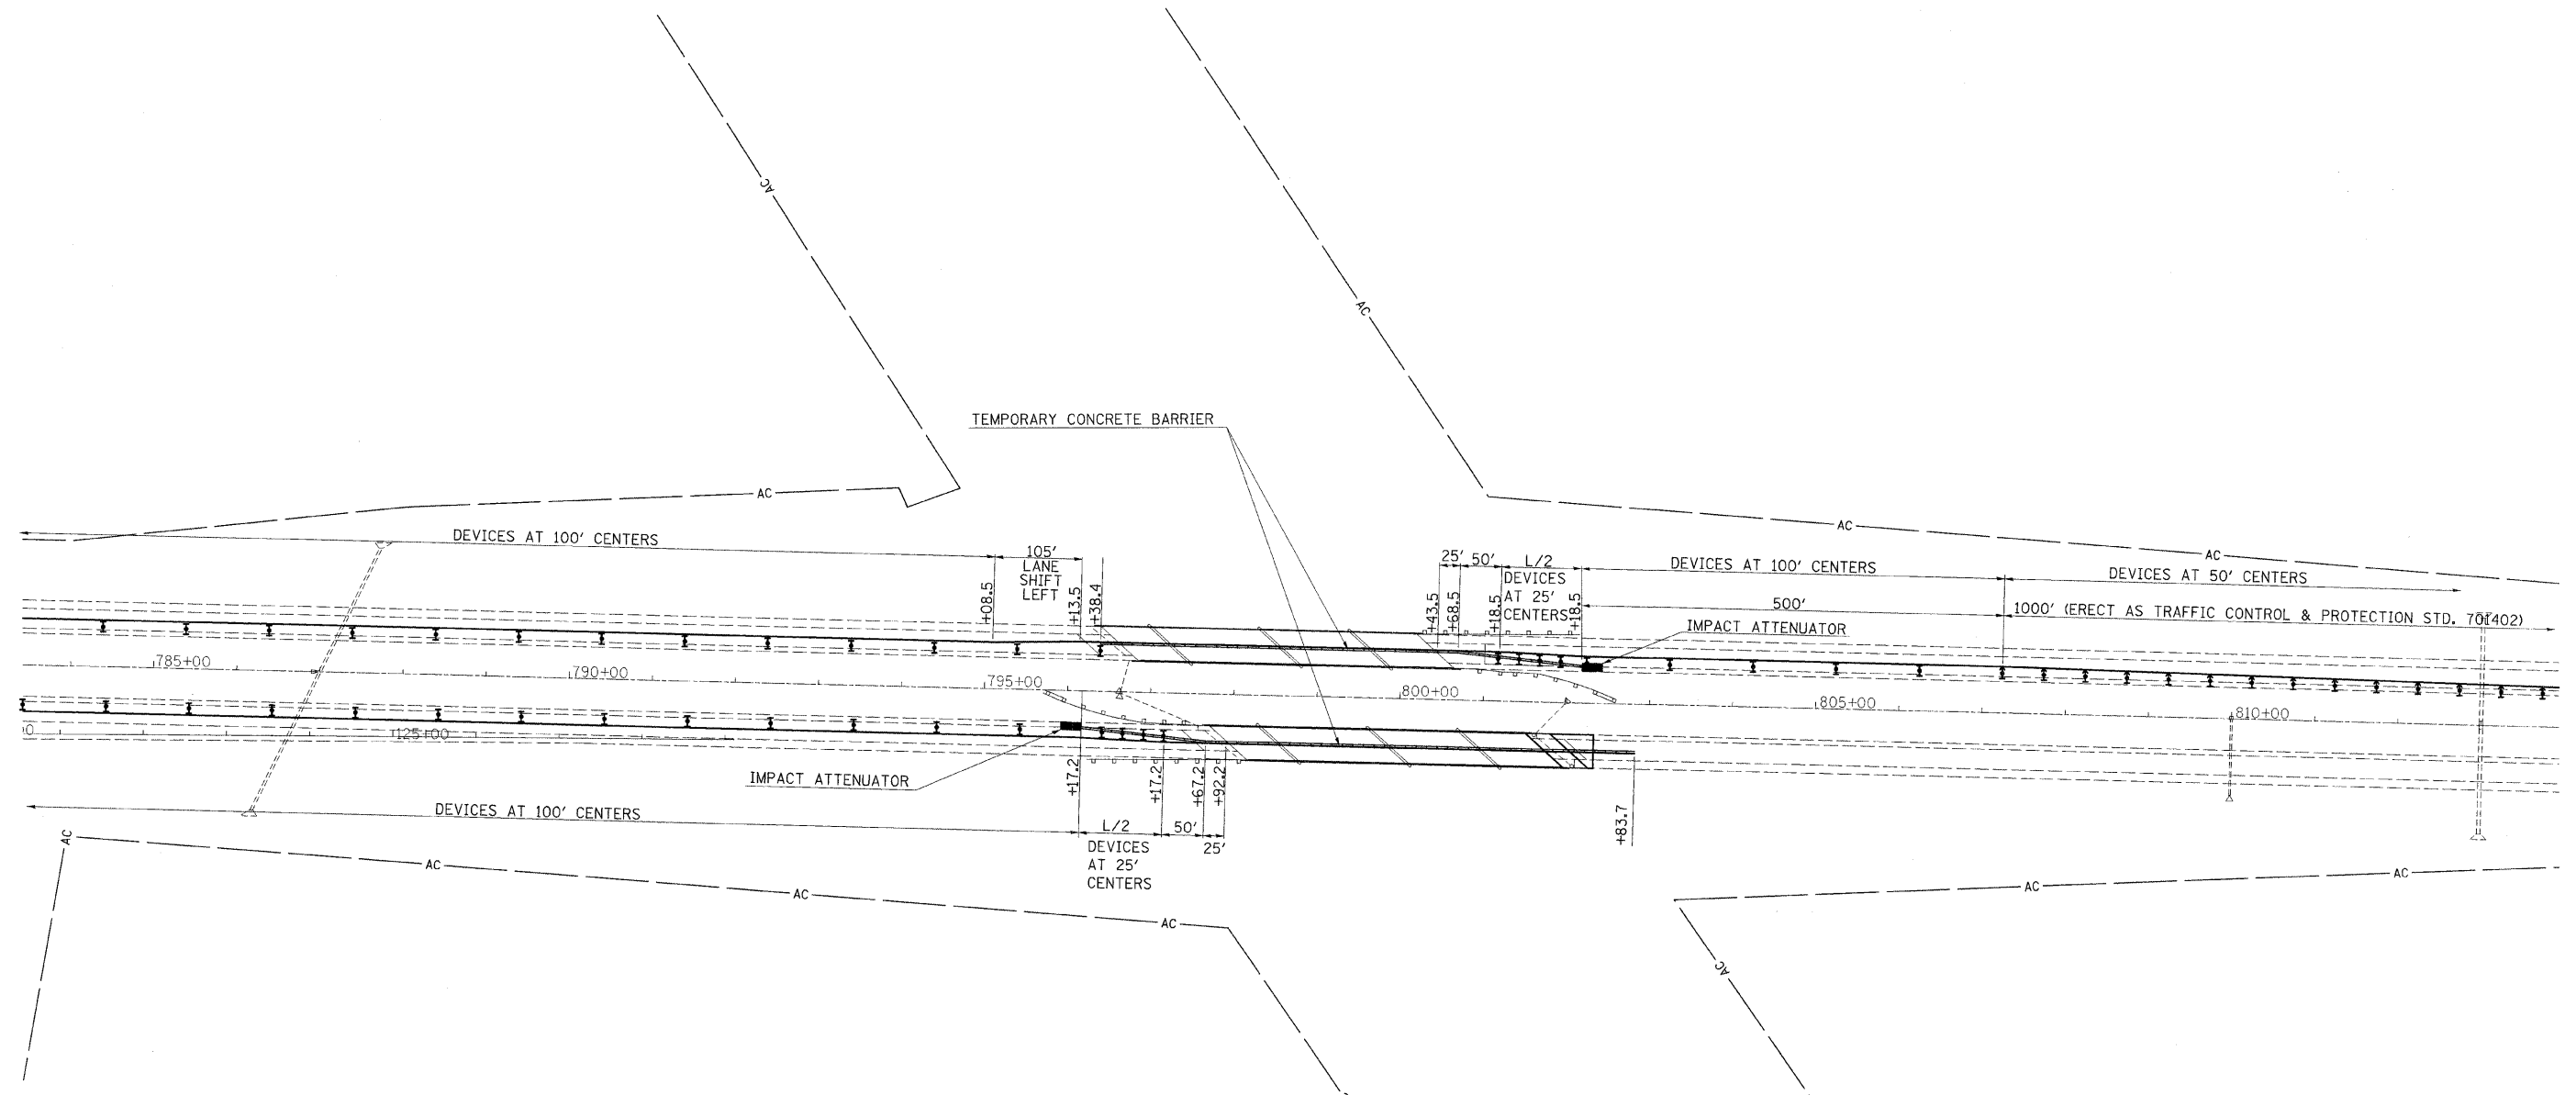 AC
AC
TEMPORARY CONCRETE BARRIER
AC
AC
AC
DEVICES AT 100' CENTERS
105'
LANE
SHIFT
LEFT
+08.5
+13.5
+38.4
25'
50'
L/2
DEVICES
AT 25'
CENTERS
+43.5
+68.5
+18.5
+18.5
DEVICES AT 100' CENTERS
DEVICES AT 50' CENTERS
500'
1000' (ERECT AS TRAFFIC CONTROL & PROTECTION STD. 701402)
IMPACT ATTENUATOR
785+00
790+00
795+00
800+00
805+00
810+00
125+00
IMPACT ATTENUATOR
+17.2
+17.2
+67.2
+92.2
+83.7
DEVICES AT 100' CENTERS
L/2
50'
25'
DEVICES
AT 25'
CENTERS
AC
AC
AC
AC
AC
AC
AC